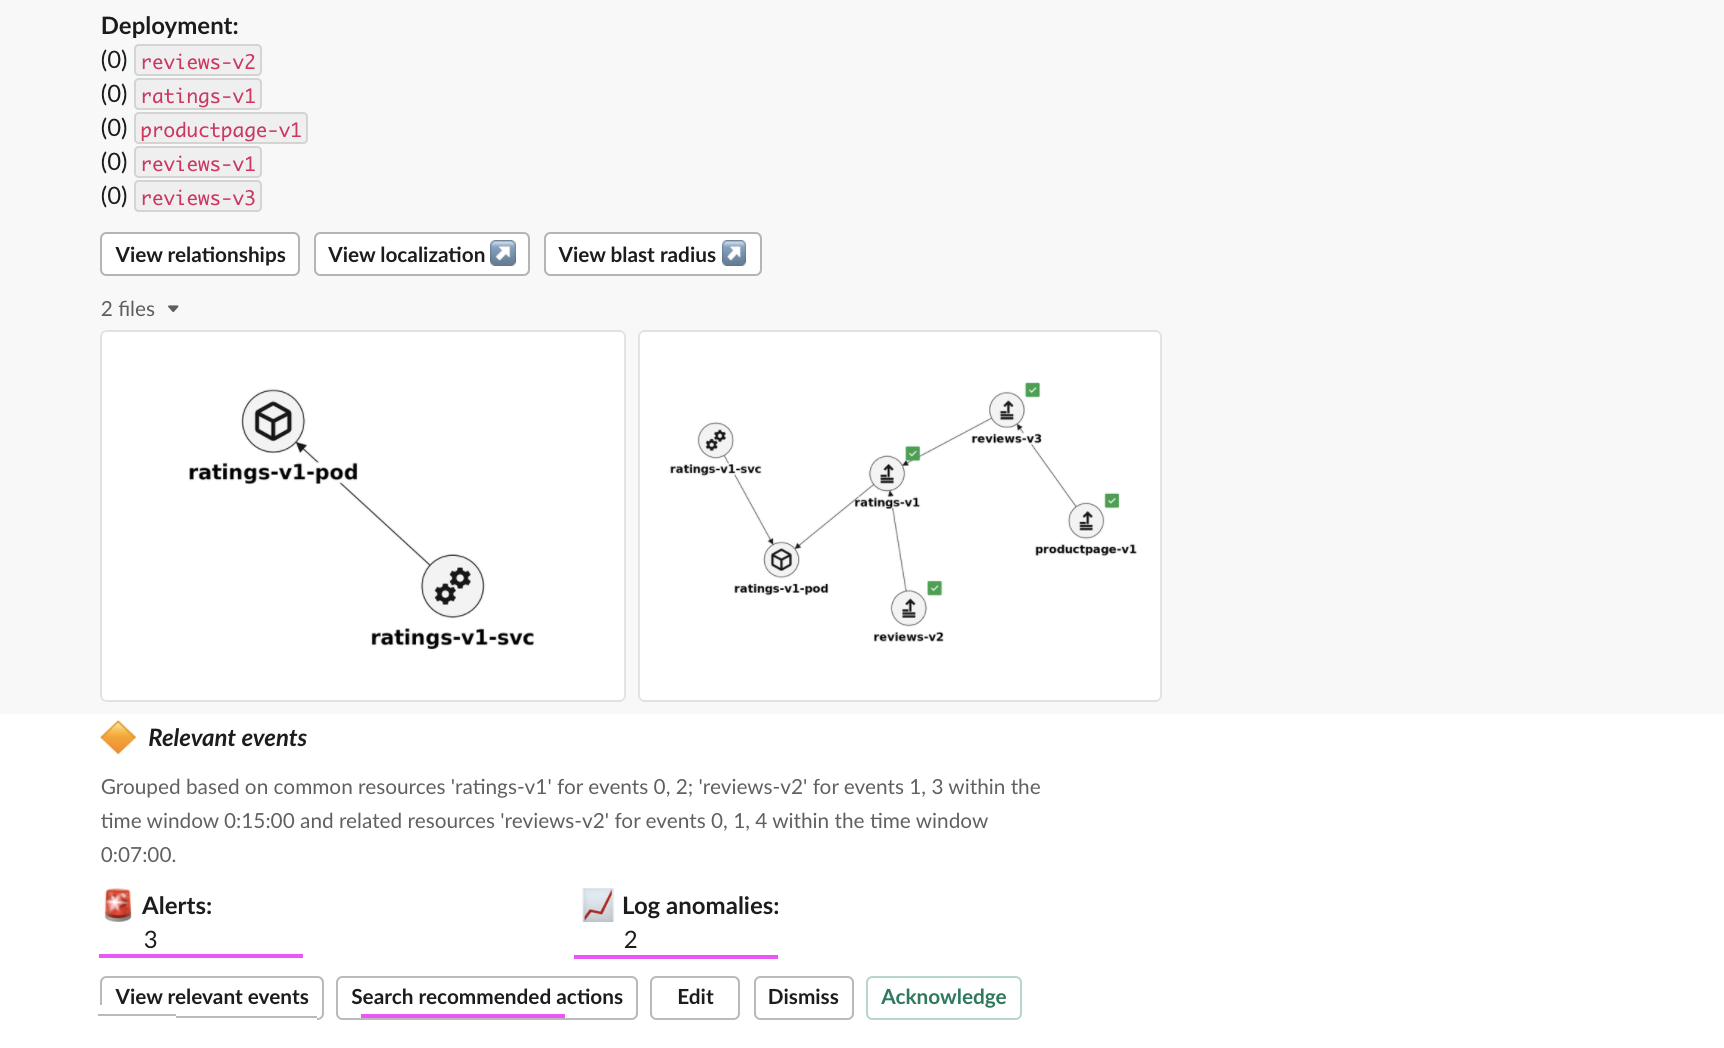 Deployment:
(0) reviews-v2
(0) ratings-v1
(0) productpage-v1
(0) reviews-v1
(0) reviews-v3
View relationships View localization View blast radius
2 files
ratings-v1-pod
ratings-v1-svc
reviews-v3
ratings-v1-svc
ratings-v1
productpage-v1
ratings-v1-pod
reviews-v2
Relevant events
Grouped based on common resources 'ratings-v1' for events 0, 2; 'reviews-v2' for events 1, 3 within the
time window 0:15:00 and related resources 'reviews-v2' for events 0, 1, 4 within the time window
0:07:00.
Alerts: Log anomalies:
3 2
View relevant events Search recommended actions Edit Dismiss Acknowledge